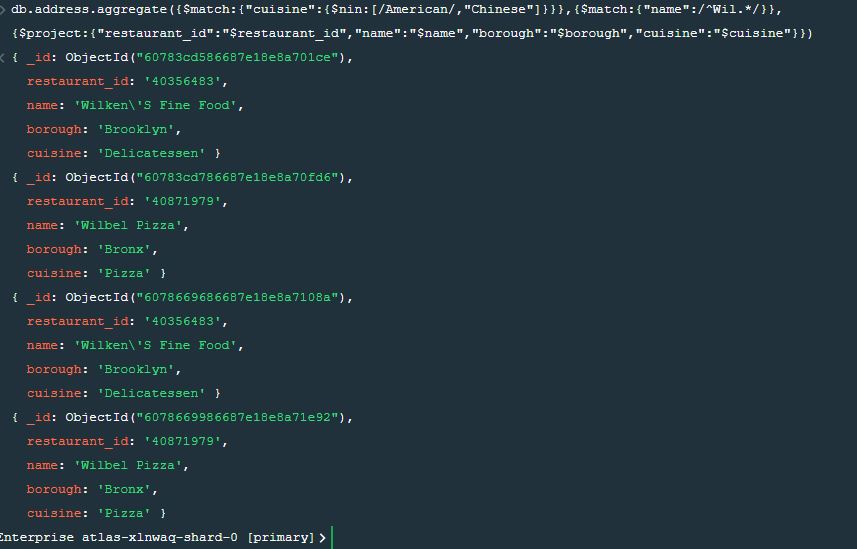 > db.address.aggregate({$match:{"cuisine":{$nin:[/American/,"Chinese"]}}},{$match:{"name":/^Wil.*/}},
{$project:{"restaurant_id":"$restaurant_id","name":"$name","borough":"$borough","cuisine":"$cuisine"}})
< { _id: ObjectId("60783cd586687e18e8a701ce"),
restaurant_id: '40356483',
name: 'Wilken\'S Fine Food',
borough: 'Brooklyn',
cuisine: 'Delicatessen' }
{ _id: ObjectId("60783cd786687e18e8a70fd6"),
restaurant_id: '40871979',
name: 'Wilbel Pizza',
borough: 'Bronx',
cuisine: 'Pizza' }
{ _id: ObjectId("6078669686687e18e8a7108a"),
restaurant_id: '40356483',
name: 'Wilken\'S Fine Food',
borough: 'Brooklyn',
cuisine: 'Delicatessen' }
{ _id: ObjectId("6078669986687e18e8a71e92"),
restaurant_id: '40871979',
name: 'Wilbel Pizza',
borough: 'Bronx',
cuisine: 'Pizza' }
Enterprise atlas-xlnwaq-shard-0 [primary]>